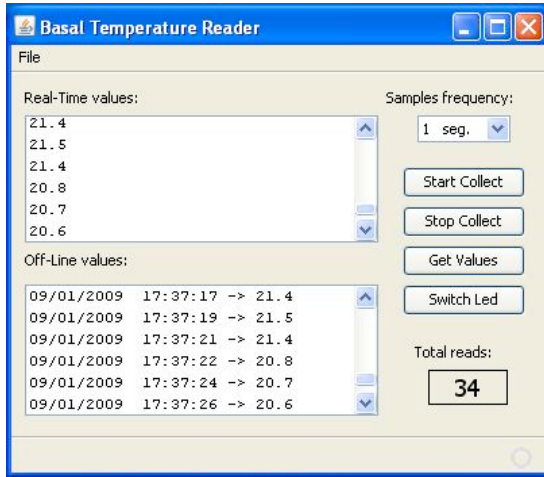 Basal Temperature Reader
File
Real-Time values:
21.4
21.5
21.4
20.8
20.7
20.6
Samples frequency:
1 seg.
Start Collect
Stop Collect
Get Values
Switch Led
Off-Line values:
09/01/2009 17:37:17 -> 21.4
09/01/2009 17:37:19 -> 21.5
09/01/2009 17:37:21 -> 21.4
09/01/2009 17:37:22 -> 20.8
09/01/2009 17:37:24 -> 20.7
09/01/2009 17:37:26 -> 20.6
Total reads:
34